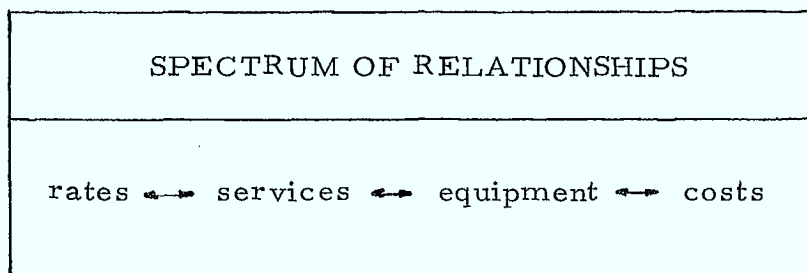 SPECTRUM OF RELATIONSHIPS
rates ↔ services ↔ equipment ↔ costs